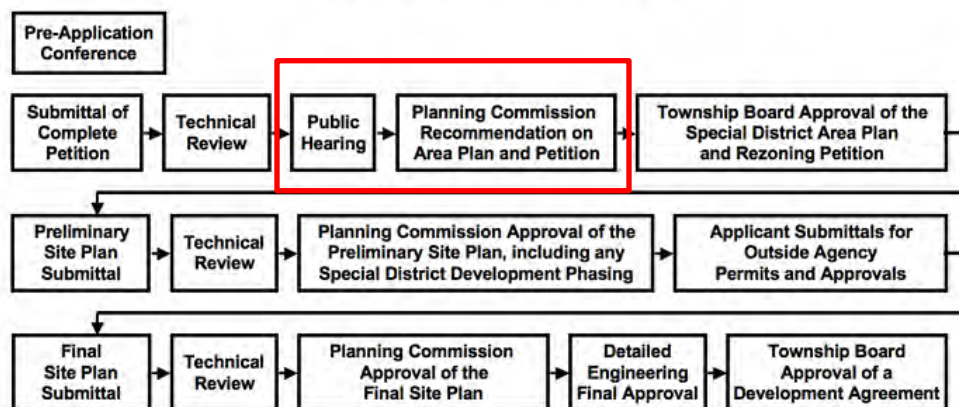 Pre-Application
Conference
Submittal of
Complete
Petition
Technical
Review
Public
Hearing
Planning Commission
Recommendation on
Area Plan and Petition
Township Board Approval of the
Special District Area Plan
and Rezoning Petition
Preliminary
Site Plan
Submittal
Technical
Review
Planning Commission Approval of the
Preliminary Site Plan, including any
Special District Development Phasing
Applicant Submittals for
Outside Agency
Permits and Approvals
Final
Site Plan
Submittal
Technical
Review
Planning Commission
Approval of the
Final Site Plan
Detailed
Engineering
Final Approval
Township Board
Approval of a
Development Agreement